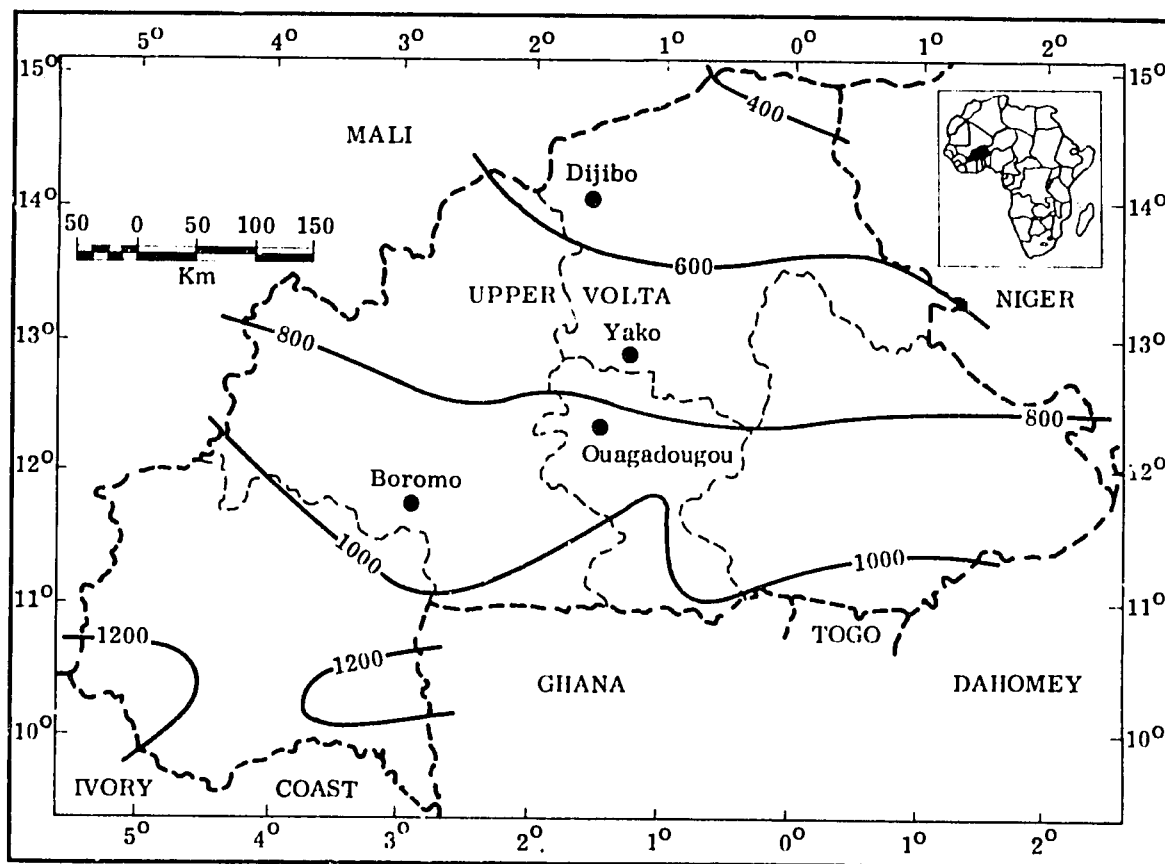 5° 4° 3° 2° 1° 0° 1° 2°
15° 15°
400
MALI
Dijibo
14° 14°
50 0 50 100 150
Km
600
UPPER VOLTA NIGER
13° 800 13°
Yako
800
Ouagadougou
12° 12°
Boromo
1000 1000
11° 11°
TOGO
1200 1200
GHANA DAHOMEY
10° 10°
IVORY COAST
5° 4° 3° 2° 1° 0° 1° 2°